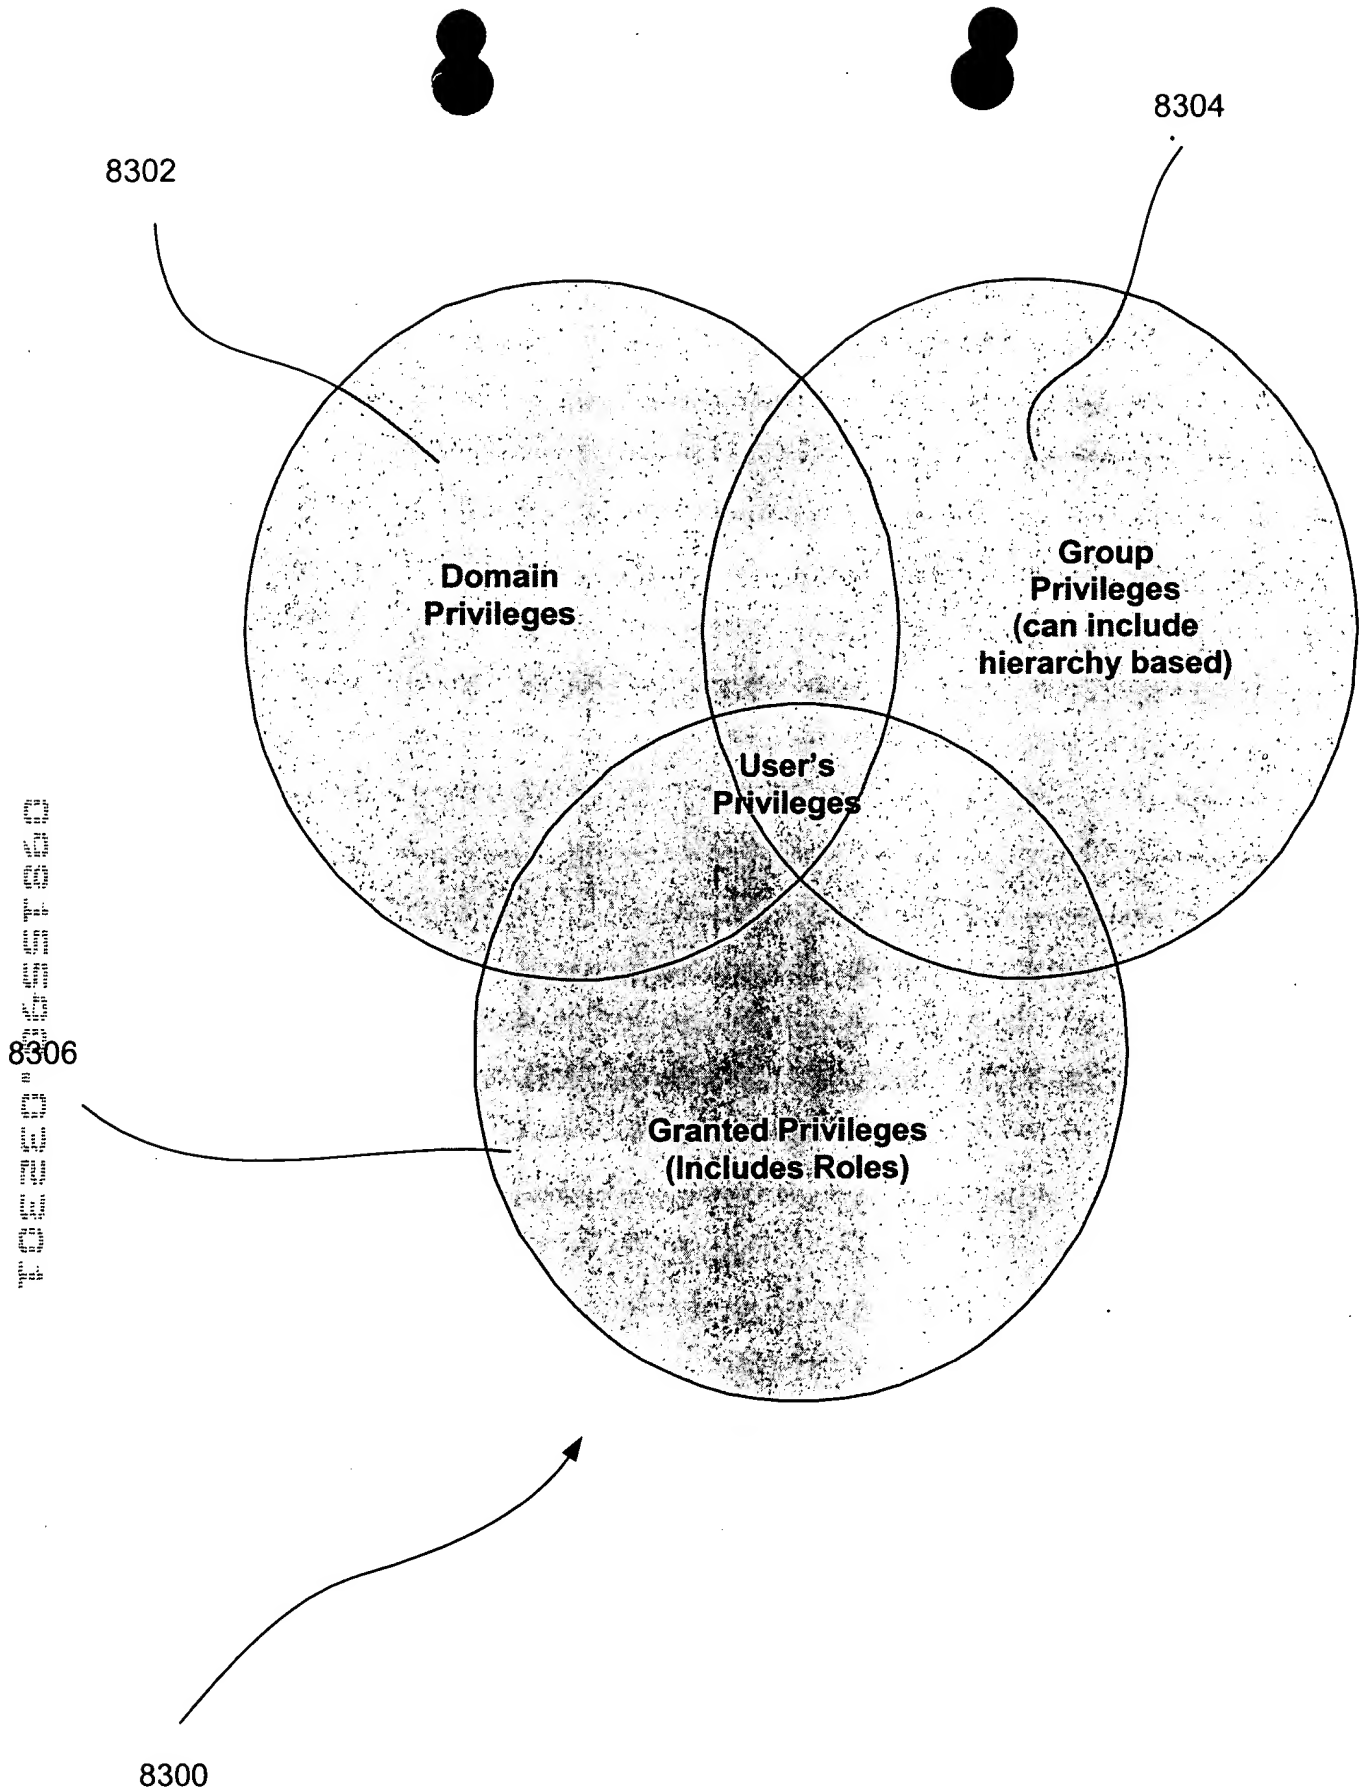 8304
8302
Domain
Privileges
Group
Privileges
(can include
hierarchy based)
User's
Privileges
8306
Granted Privileges
(Includes Roles)
8300